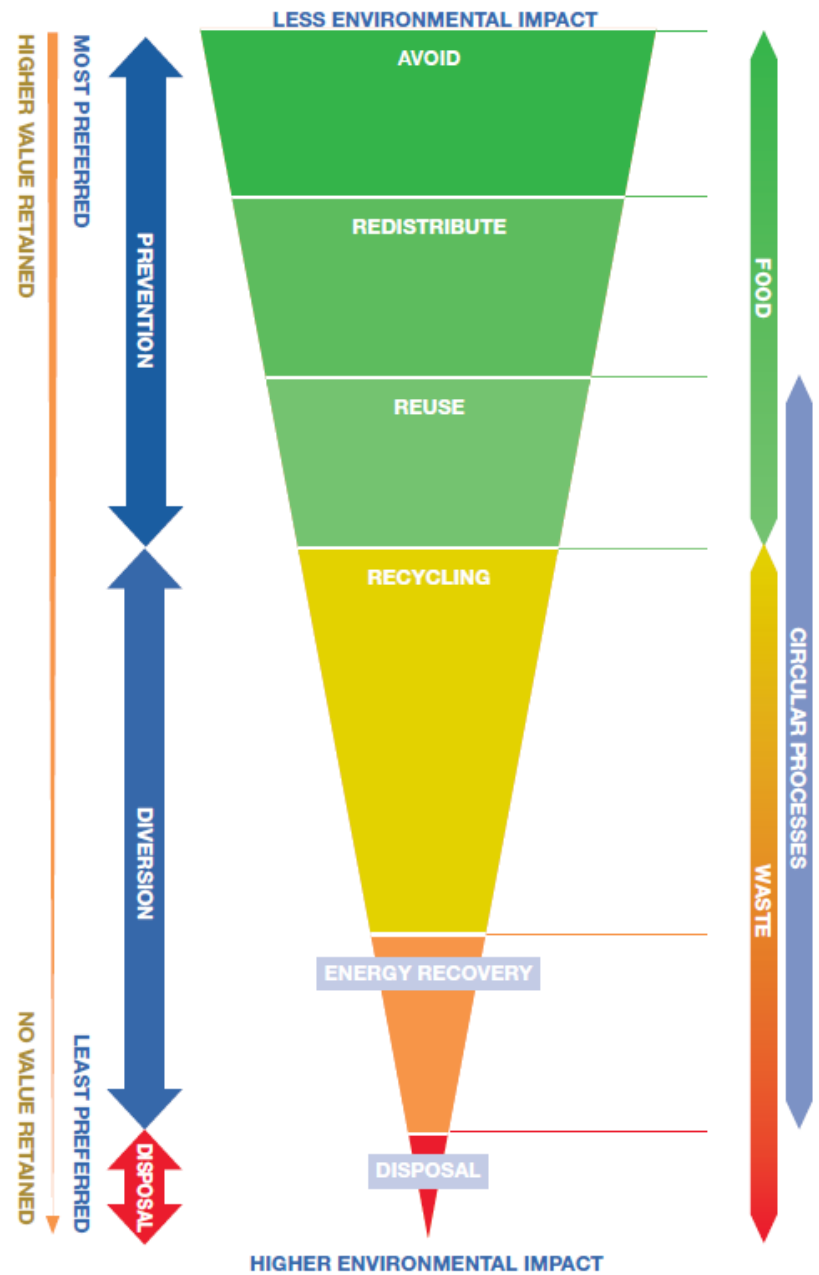 LESS ENVIRONMENTAL IMPACT
HIGHER VALUE RETAINED
MOST PREFERRED
PREVENTION
AVOID
REDISTRIBUTE
REUSE
FOOD
RECYCLING
DIVERSION
CIRCULAR PROCESSES
WASTE
ENERGY RECOVERY
NO VALUE RETAINED
LEAST PREFERRED
DISPOSAL
DISPOSAL
HIGHER ENVIRONMENTAL IMPACT